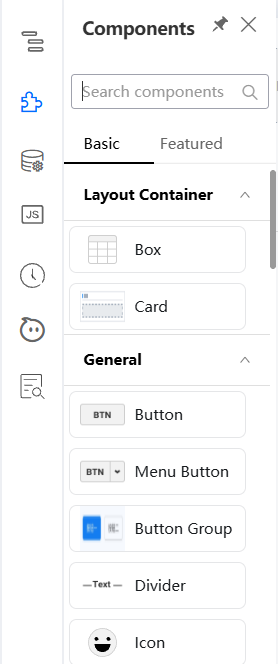 Components
Search components
Basic Featured
Layout Container
Box
Card
General
BTN Button
BTN Menu Button
Button Group
Text Divider
Icon
JS